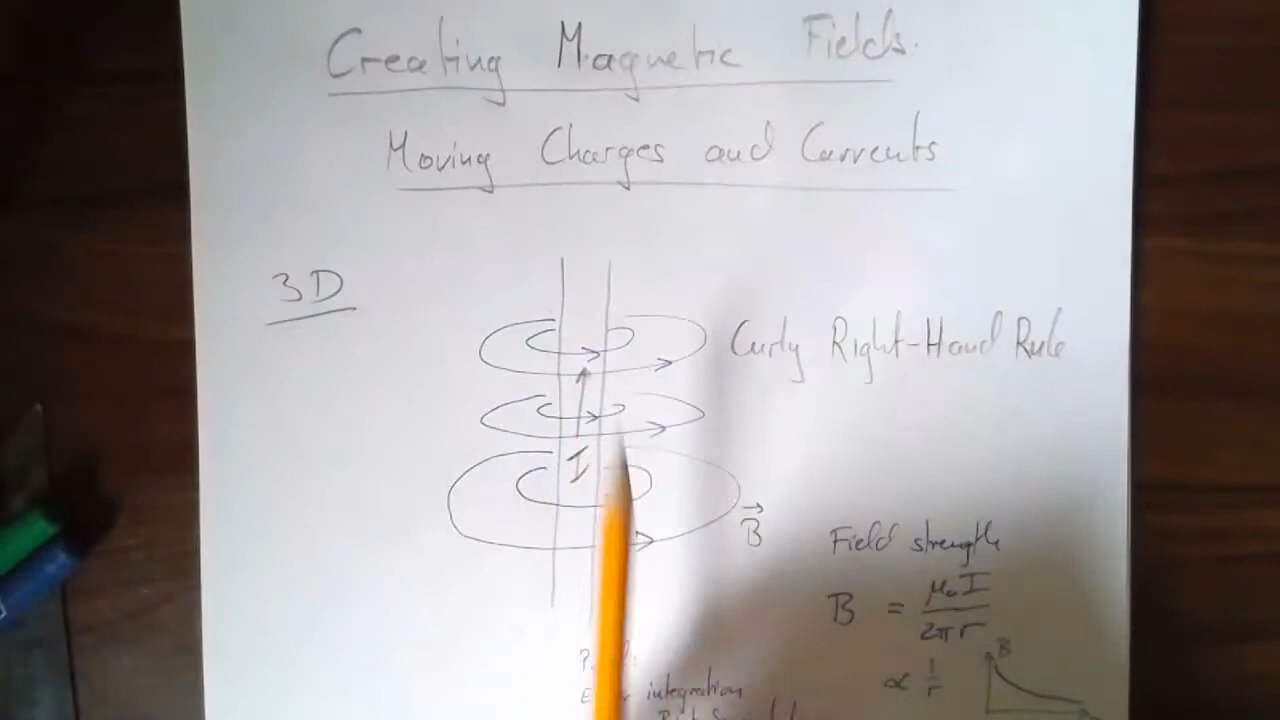 Creating Magnetic Fields.
Moving Charges and Currents
3D
Curly Right-Hand Rule
I
B
Field strength
B = μ₀I / 2πr
∝ 1/r
B
integration